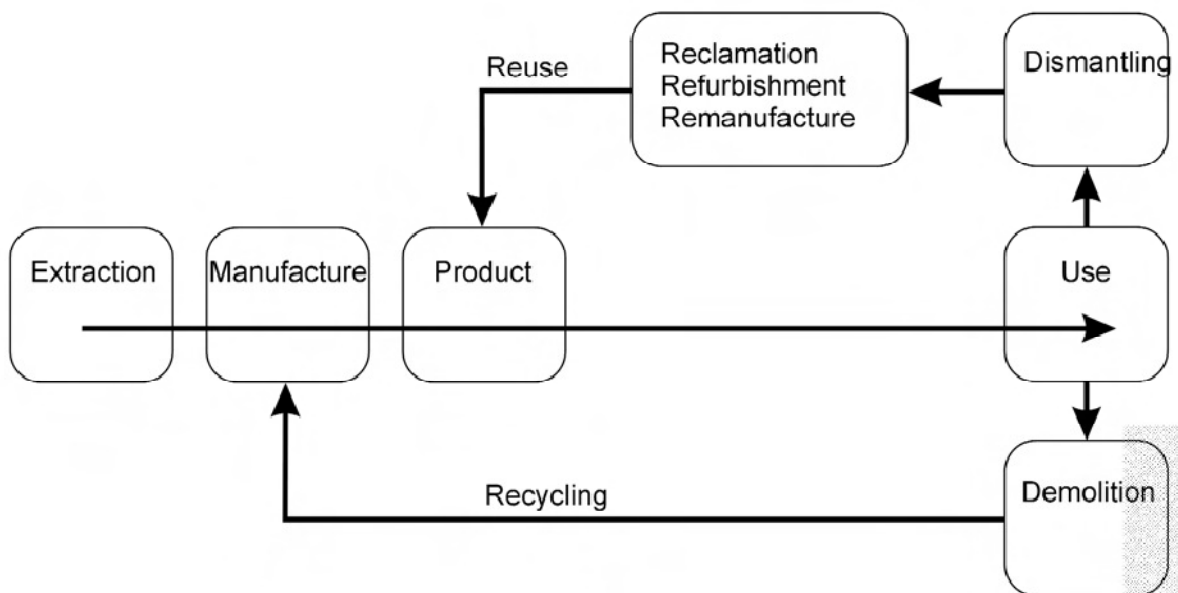 Reuse
Reclamation
Refurbishment
Remanufacture
Dismantling
Extraction
Manufacture
Product
Use
Recycling
Demolition